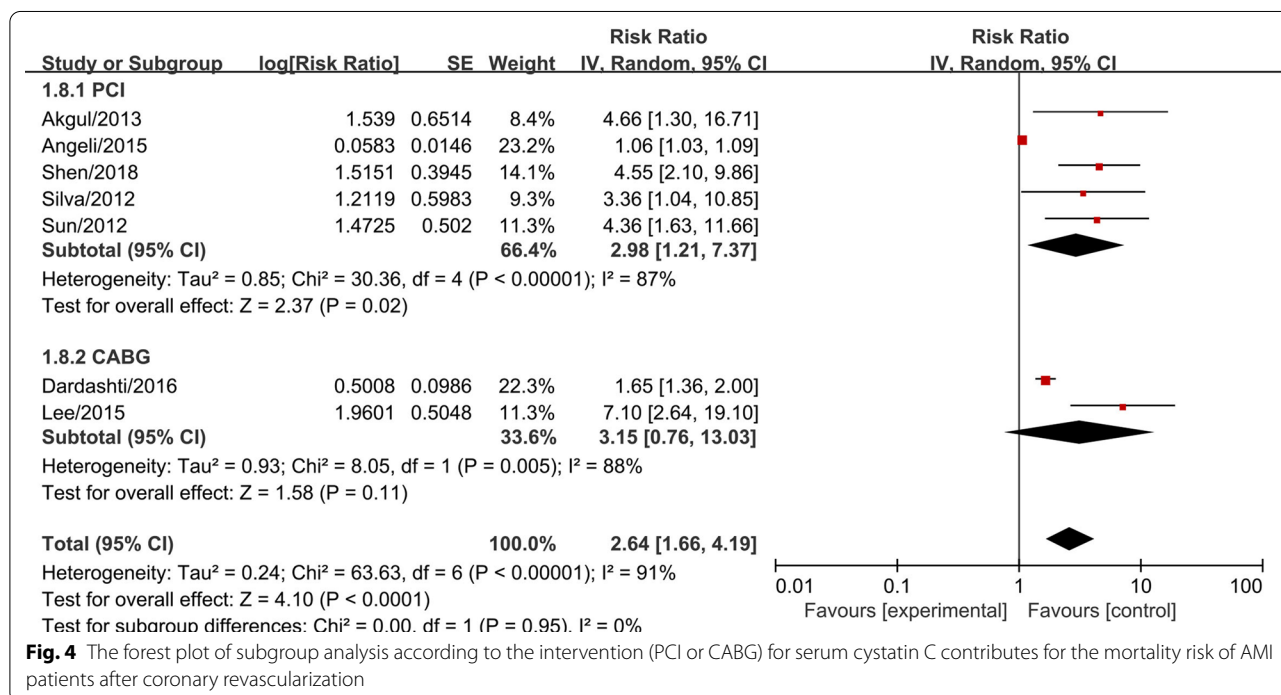 Risk Ratio Risk Ratio
Study or Subgroup log[Risk Ratio] SE Weight IV, Random, 95% CI IV, Random, 95% CI
1.8.1 PCI
Akgul/2013 1.539 0.6514 8.4% 4.66 [1.30, 16.71]
Angeli/2015 0.0583 0.0146 23.2% 1.06 [1.03, 1.09]
Shen/2018 1.5151 0.3945 14.1% 4.55 [2.10, 9.86]
Silva/2012 1.2119 0.5983 9.3% 3.36 [1.04, 10.85]
Sun/2012 1.4725 0.502 11.3% 4.36 [1.63, 11.66]
Subtotal (95% CI) 66.4% 2.98 [1.21, 7.37]
Heterogeneity: Tau² = 0.85; Chi² = 30.36, df = 4 (P < 0.00001); I² = 87%
Test for overall effect: Z = 2.37 (P = 0.02)
1.8.2 CABG
Dardashti/2016 0.5008 0.0986 22.3% 1.65 [1.36, 2.00]
Lee/2015 1.9601 0.5048 11.3% 7.10 [2.64, 19.10]
Subtotal (95% CI) 33.6% 3.15 [0.76, 13.03]
Heterogeneity: Tau² = 0.93; Chi² = 8.05, df = 1 (P = 0.005); I² = 88%
Test for overall effect: Z = 1.58 (P = 0.11)
Total (95% CI) 100.0% 2.64 [1.66, 4.19]
Heterogeneity: Tau² = 0.24; Chi² = 63.63, df = 6 (P < 0.00001); I² = 91%
Test for overall effect: Z = 4.10 (P < 0.0001)
Test for subgroup differences: Chi² = 0.00, df = 1 (P = 0.95), I² = 0%
0.01 0.1 1 10 100
Favours [experimental] Favours [control]
Fig. 4 The forest plot of subgroup analysis according to the intervention (PCI or CABG) for serum cystatin C contributes for the mortality risk of AMI
patients after coronary revascularization